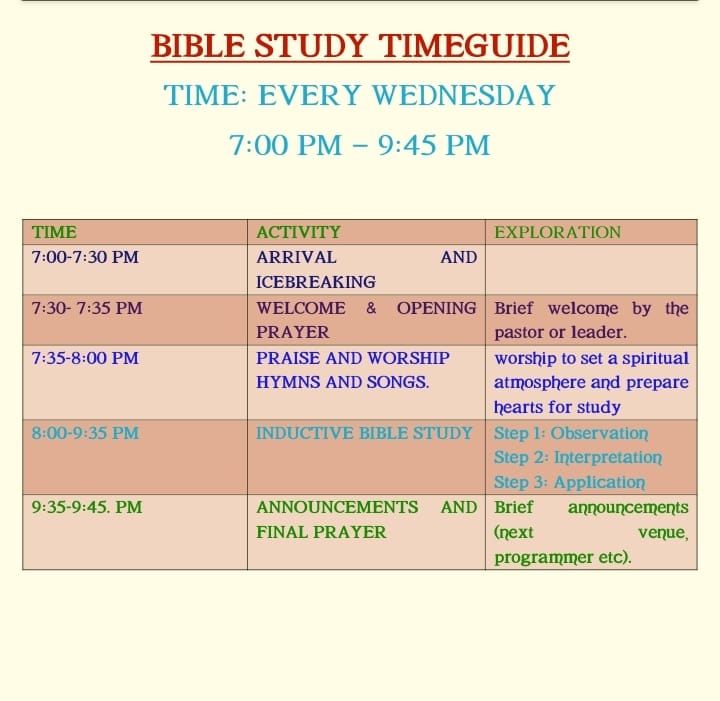 BIBLE STUDY TIMEGUIDE
TIME: EVERY WEDNESDAY
7:00 PM – 9:45 PM
TIME ACTIVITY EXPLORATION
7:00-7:30 PM ARRIVAL AND
ICEBREAKING
7:30- 7:35 PM WELCOME & OPENING Brief welcome by the
PRAYER pastor or leader.
7:35-8:00 PM PRAISE AND WORSHIP worship to set a spiritual
HYMNS AND SONGS. atmosphere and prepare
hearts for study
8:00-9:35 PM INDUCTIVE BIBLE STUDY Step 1: Observation
Step 2: Interpretation
Step 3: Application
9:35-9:45. PM ANNOUNCEMENTS AND Brief announcements
FINAL PRAYER (next venue,
programmer etc).